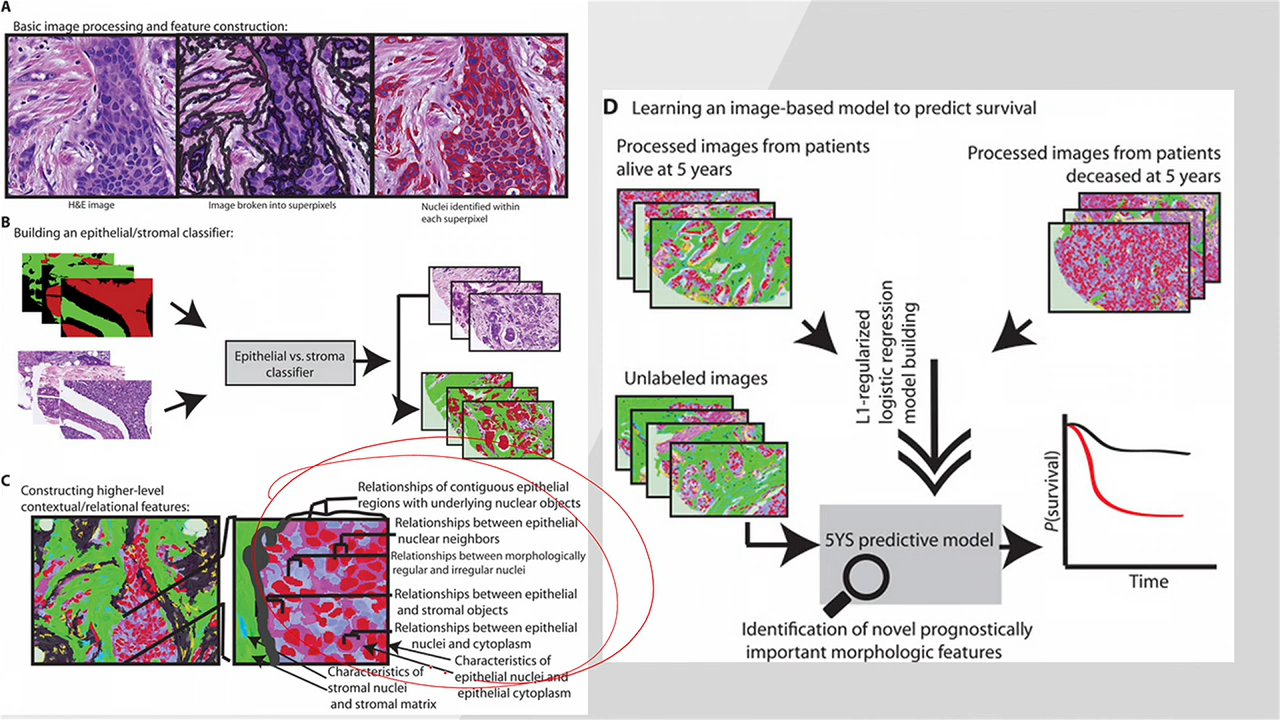 A
Basic image processing and feature construction:
H&E image
Image broken into superpixels
Nuclei identified within
each superpixel
B
Building an epithelial/stromal classifier:
Epithelial vs. stroma
classifier
C
Constructing higher-level
contextual/relational features:
Relationships of contiguous epithelial
regions with underlying nuclear objects
Relationships between epithelial
nuclear neighbors
Relationships between morphologically
regular and irregular nuclei
Relationships between epithelial
and stromal objects
Relationships between epithelial
nuclei and cytoplasm
Characteristics of
epithelial nuclei and
epithelial cytoplasm
Characteristics of
stromal nuclei
and stromal matrix
D Learning an image-based model to predict survival
Processed images from patients
alive at 5 years
Processed images from patients
deceased at 5 years
L1-regularized
logistic regression
model building
Unlabeled images
5YS predictive model
P(survival)
Time
Identification of novel prognostically
important morphologic features